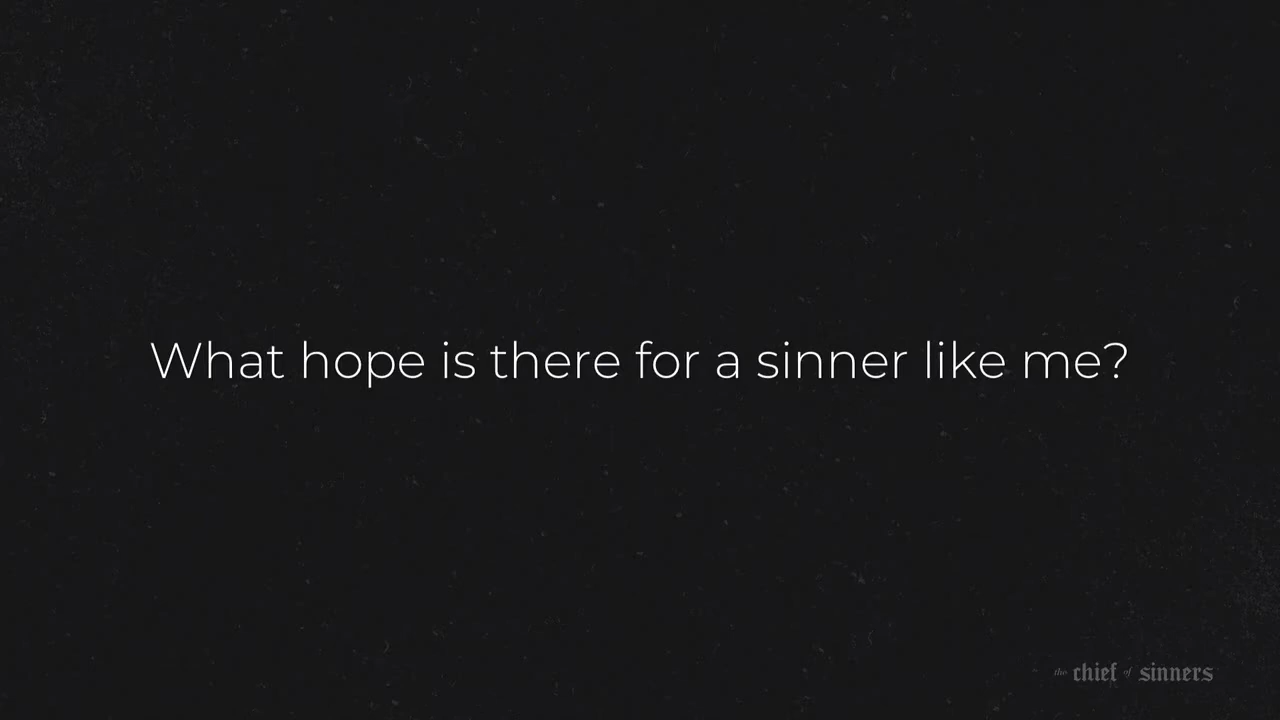 What hope is there for a sinner like me?
the chief of sinners